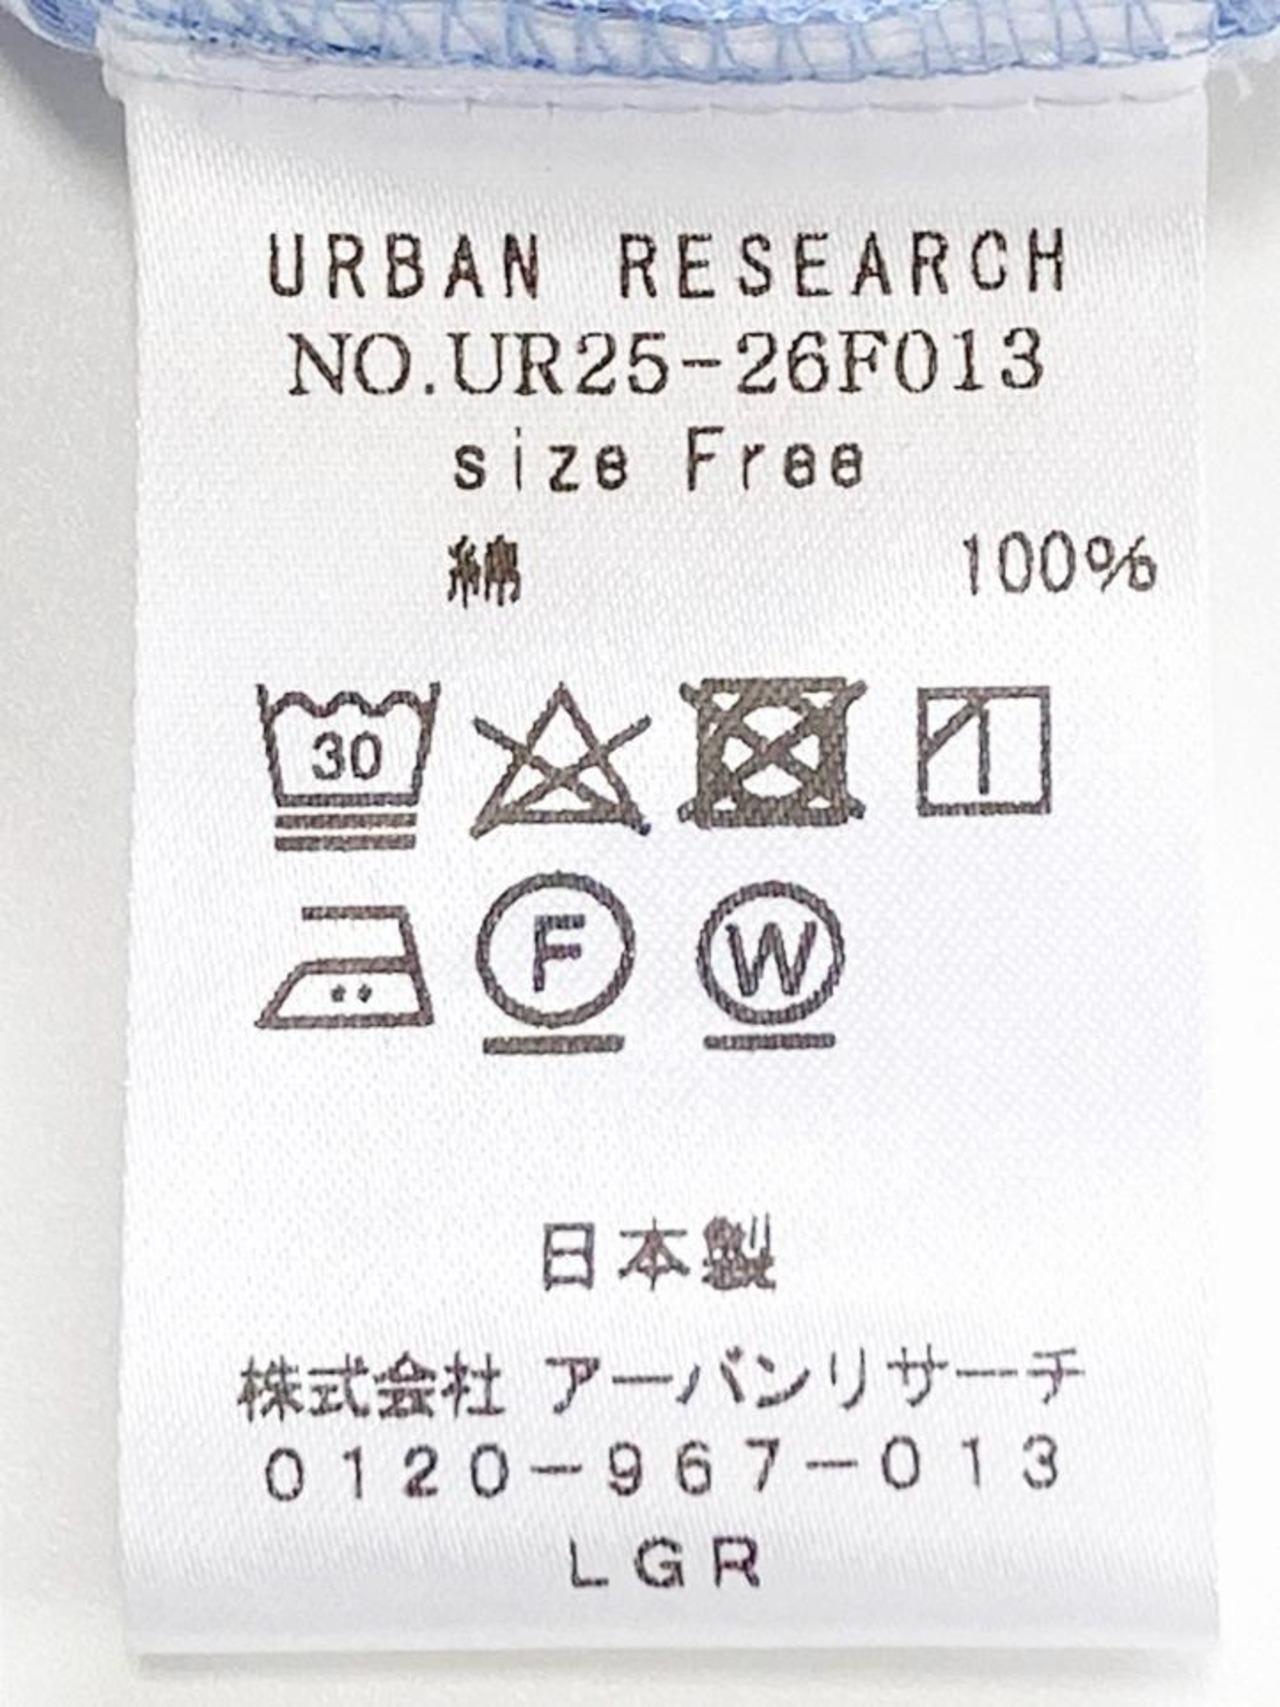 URBAN RESEARCH
NO.UR25-26F013
size Free
綿 100%
30
F W
日本製
株式会社 アーバンリサーチ
0120-967-013
LGR